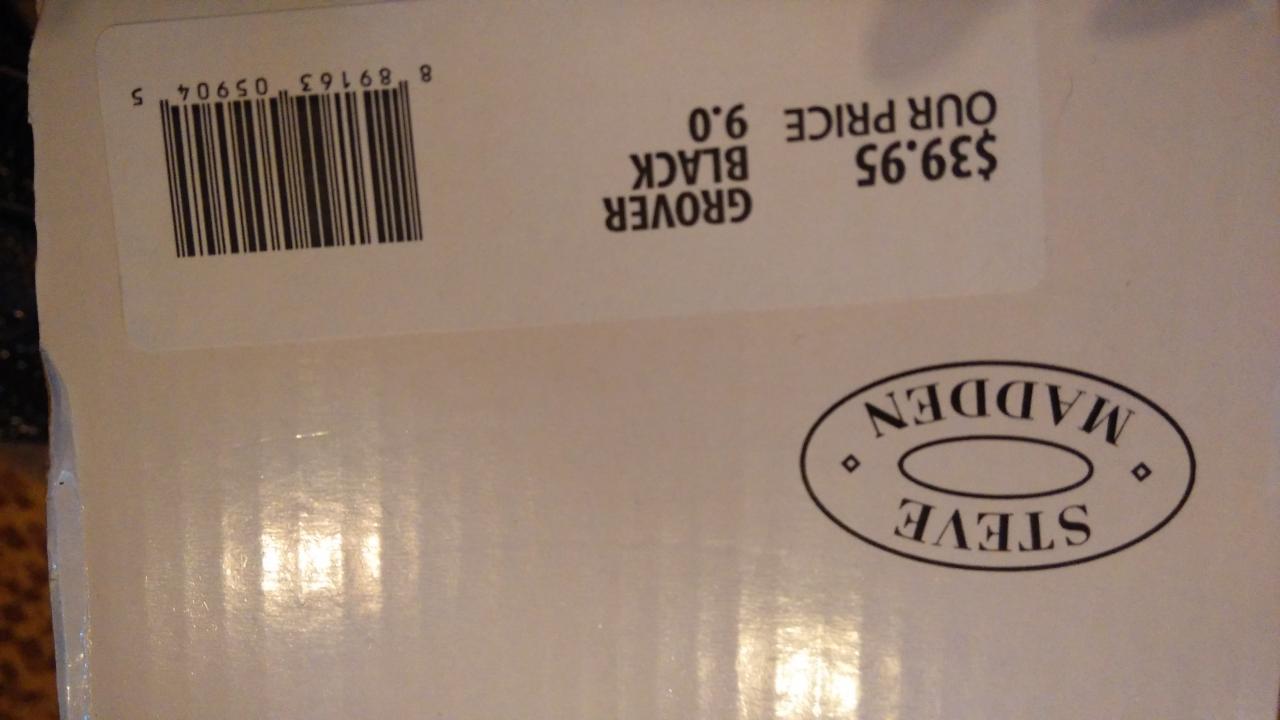 STEVE
MADDEN
$39.95
OUR PRICE
GROVER
BLACK
9.0
8 89163 05904 5